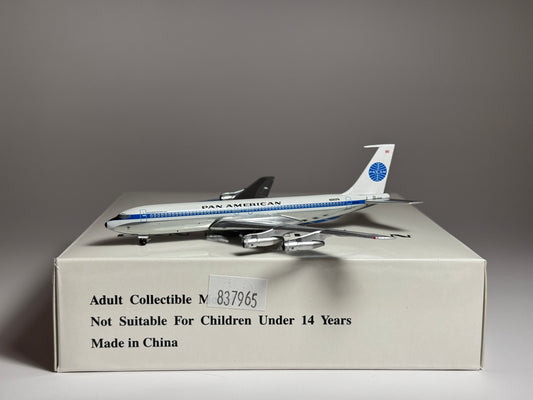 PAN AMERICAN
Adult Collectible M
837965
Not Suitable For Children Under 14 Years
Made in China